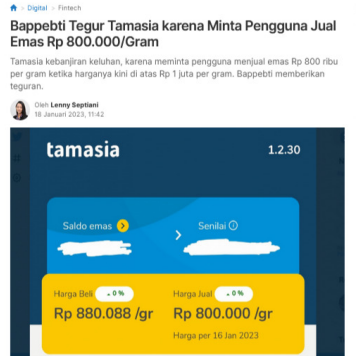 Digital > Fintech
Bappebti Tegur Tamasia karena Minta Pengguna Jual
Emas Rp 800.000/Gram
Tamasia kebanjiran keluhan, karena meminta pengguna menjual emas Rp 800 ribu
per gram ketika harganya kini di atas Rp 1 juta per gram. Bappebti memberikan
teguran.
Oleh Lenny Septiani
18 Januari 2023, 11:42
tamasia 1.2.30
Saldo emas > Senilai
Harga Beli 0 % Harga Jual 0 %
Rp 880.088 /gr Rp 800.000 /gr
Harga per 16 Jan 2023